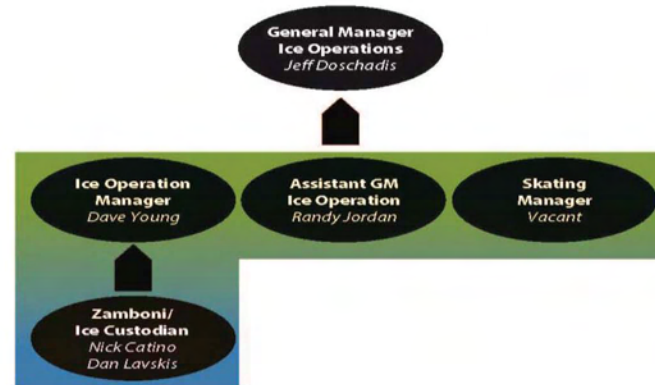 General Manager
Ice Operations
Jeff Doschadis
Ice Operation
Manager
Dave Young
Assistant GM
Ice Operation
Randy Jordan
Skating
Manager
Vacant
Zamboni/
Ice Custodian
Nick Catino
Dan Lavskis